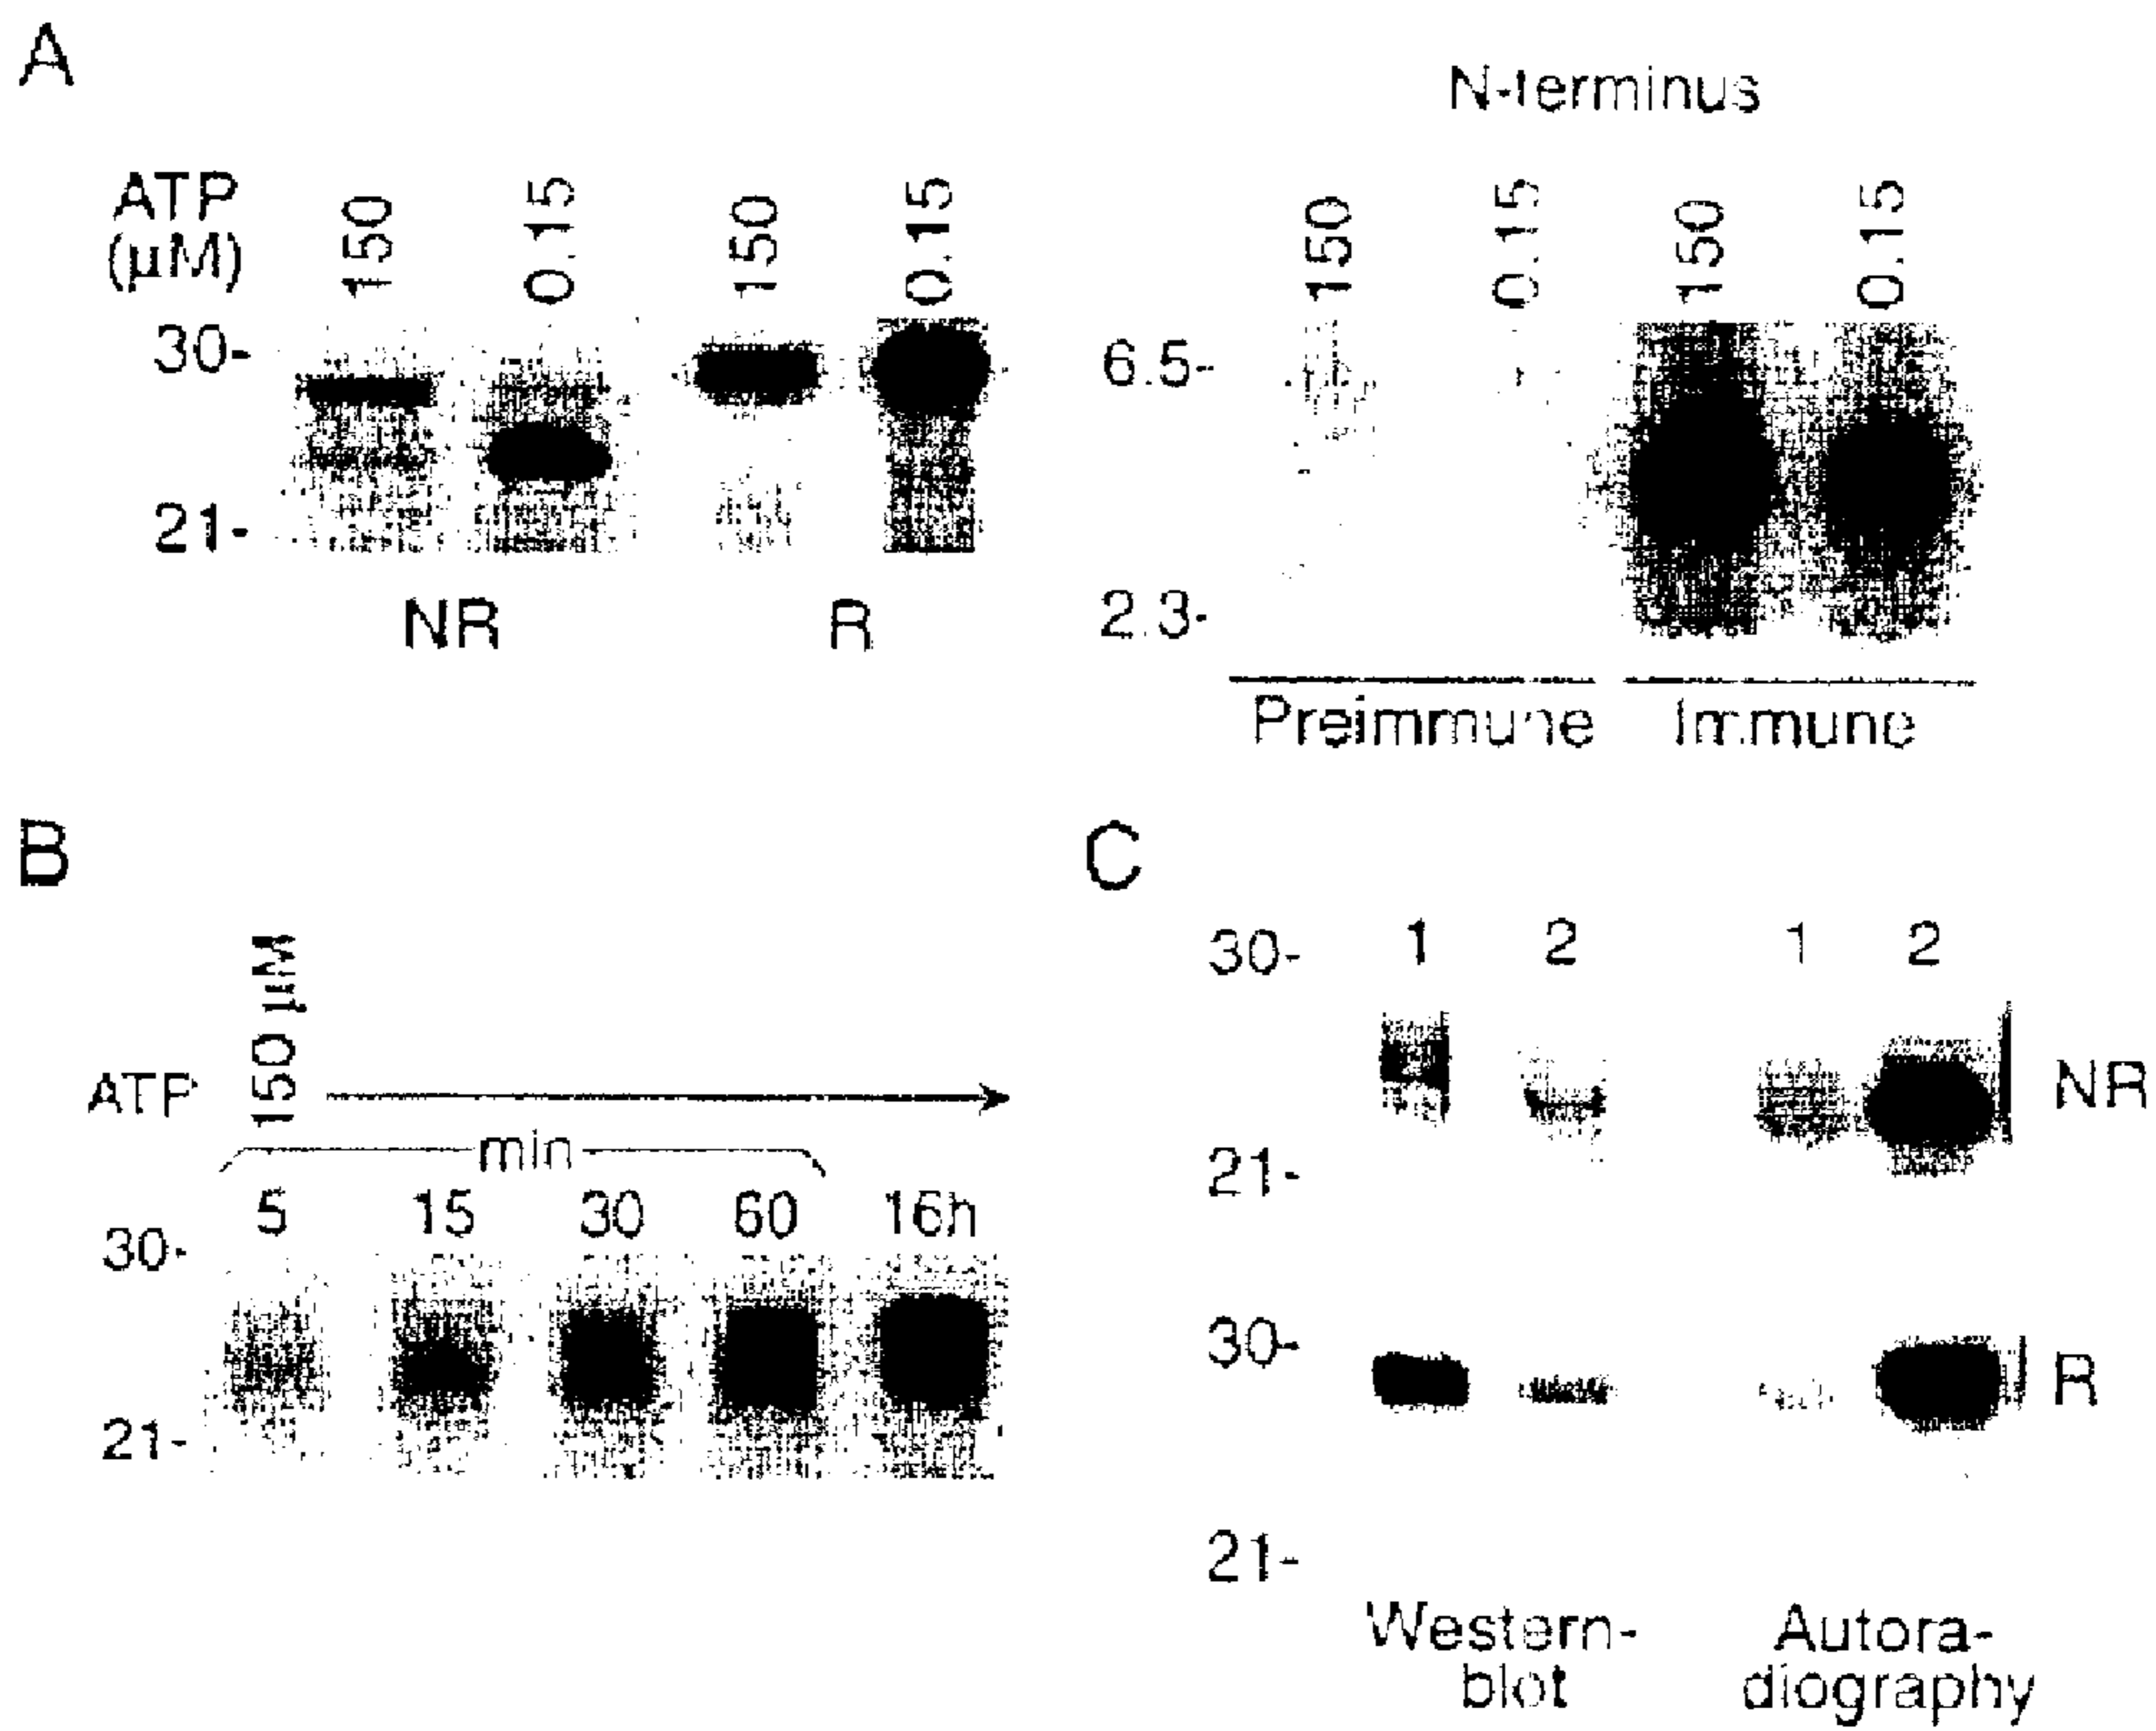 A
N-terminus
ATP
(µM)
150
0.15
150
0.15
150
0.15
150
0.15
30-
21-
6.5-
2.3-
NR
R
Preimmune
Immune
B
ATP
150 µM
min
5
15
30
60
16h
30-
21-
C
1
2
1
2
30-
21-
NR
30-
21-
R
Western-
blot
Autora-
diography